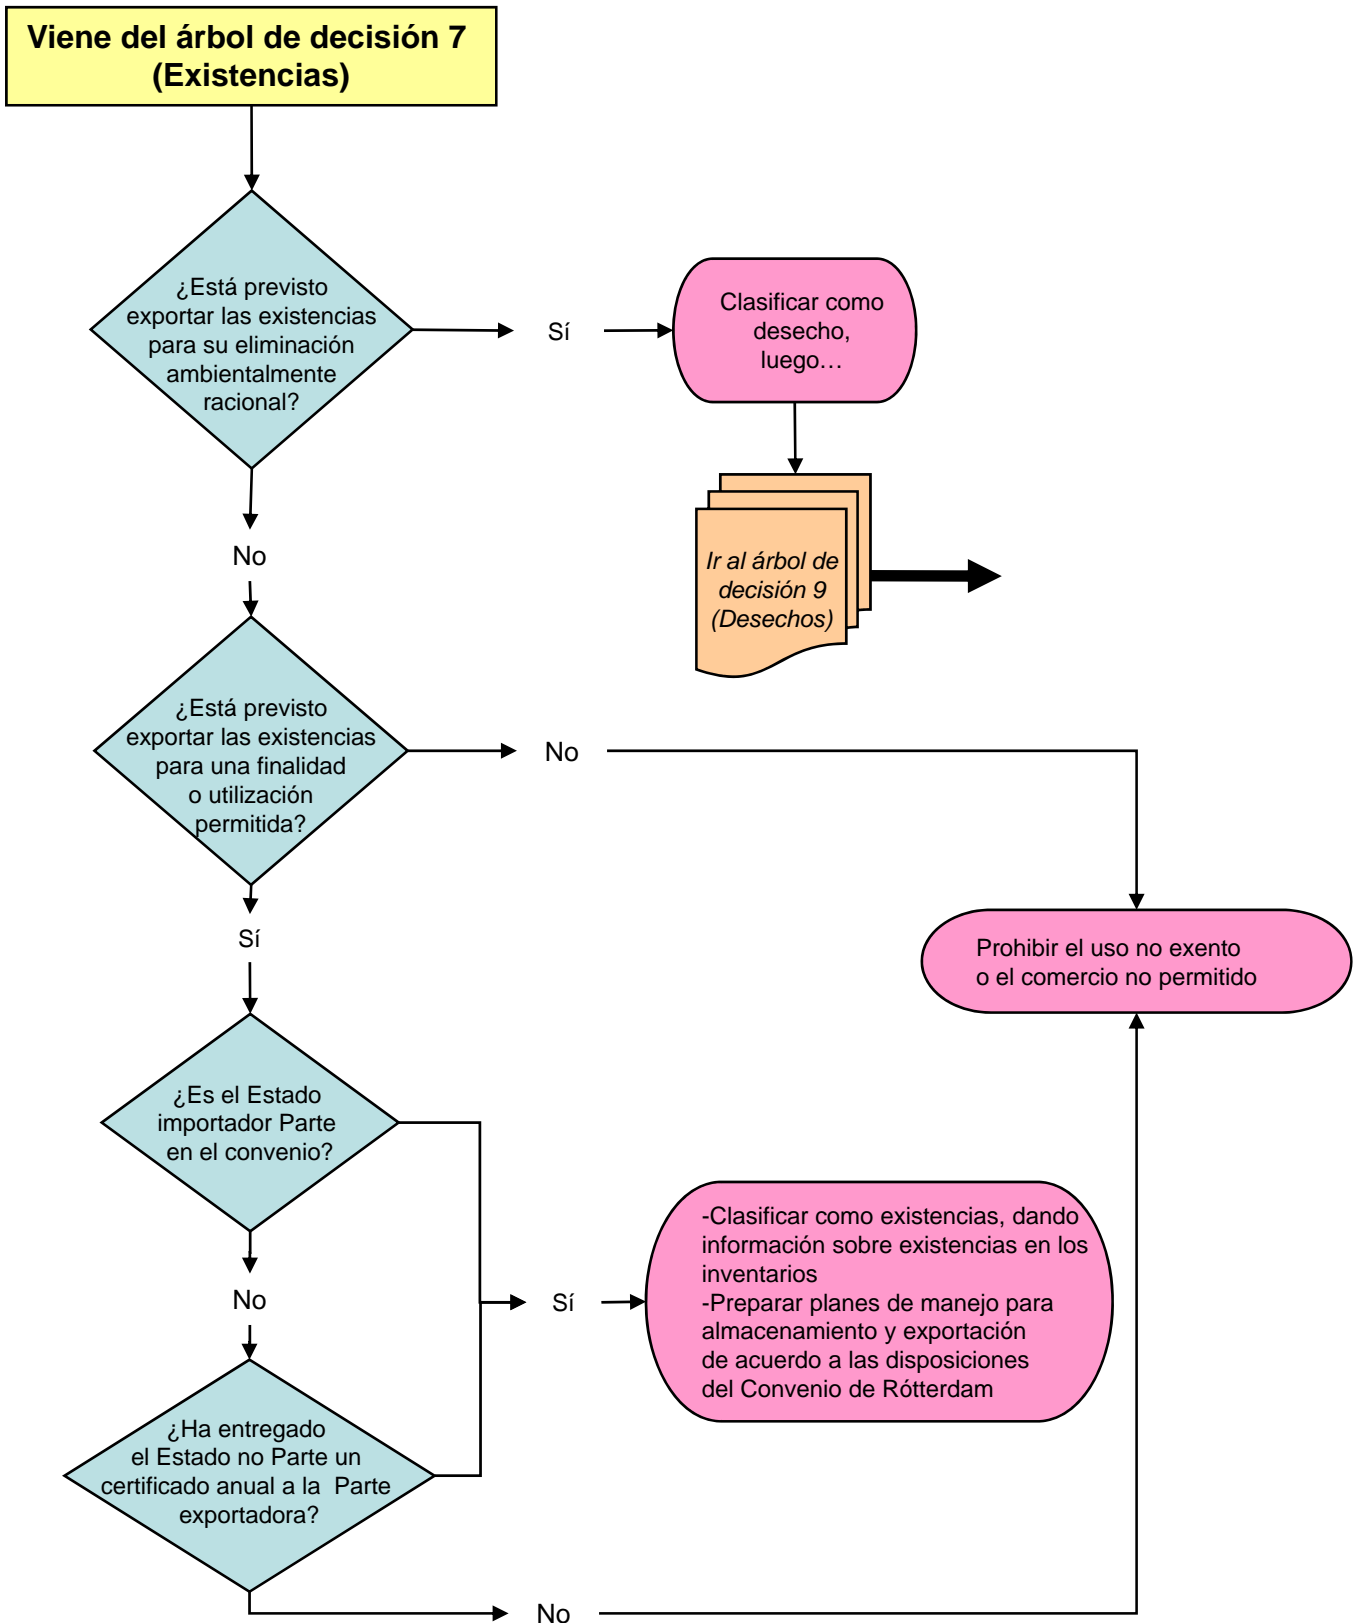 Viene del árbol de decisión 7
(Existencias)
¿Está previsto
exportar las existencias
para su eliminación
ambientalmente
racional?
Sí
Clasificar como
desecho,
luego…
Ir al árbol de
decisión 9
(Desechos)
No
¿Está previsto
exportar las existencias
para una finalidad
o utilización
permitida?
No
Prohibir el uso no exento
o el comercio no permitido
Sí
¿Es el Estado
importador Parte
en el convenio?
Sí
-Clasificar como existencias, dando
información sobre existencias en los
inventarios
-Preparar planes de manejo para
almacenamiento y exportación
de acuerdo a las disposiciones
del Convenio de Rótterdam
No
¿Ha entregado
el Estado no Parte un
certificado anual a la Parte
exportadora?
No